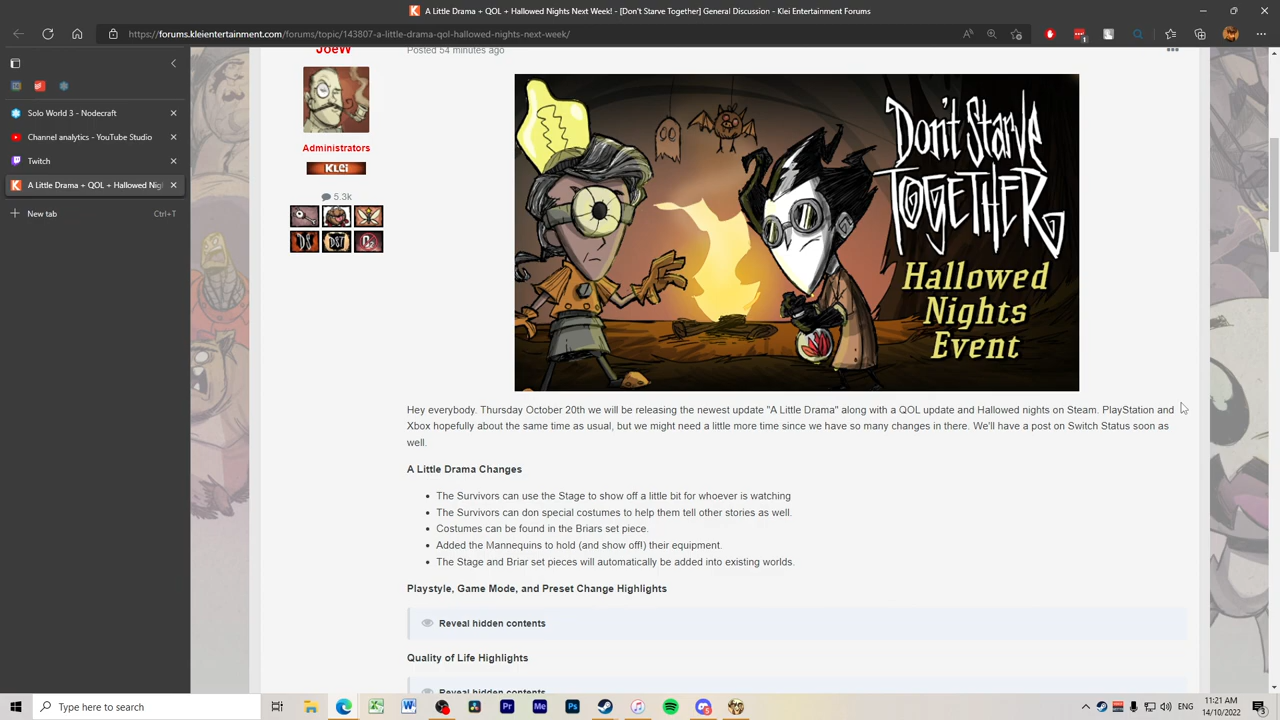 A Little Drama + QOL + Hallowed Nights Next Week! - [Don't Starve Together] General Discussion - Klei Entertainment Forums
https://forums.kleientertainment.com/forums/topic/143807-a-little-drama-qol-hallowed-nights-next-week/
JoeW
Posted 54 minutes ago
Solo World 3 - Nodecraft
Channel analytics - YouTube Studio
Twitch
A Little Drama + QOL + Hallowed Nig
New tab
Ctrl+T
Administrators
KLEi
5.3k
DON'T STARVE
TOGETHER
Hallowed
Nights
Event
Hey everybody. Thursday October 20th we will be releasing the newest update "A Little Drama" along with a QOL update and Hallowed nights on Steam. PlayStation and
Xbox hopefully about the same time as usual, but we might need a little more time since we have so many changes in there. We'll have a post on Switch Status soon as
well.
A Little Drama Changes
The Survivors can use the Stage to show off a little bit for whoever is watching
The Survivors can don special costumes to help them tell other stories as well.
Costumes can be found in the Briars set piece.
Added the Mannequins to hold (and show off!) their equipment.
The Stage and Briar set pieces will automatically be added into existing worlds.
Playstyle, Game Mode, and Preset Change Highlights
Reveal hidden contents
Quality of Life Highlights
Reveal hidden contents
Type here to search
ENG
11:21 AM
14/10/2022